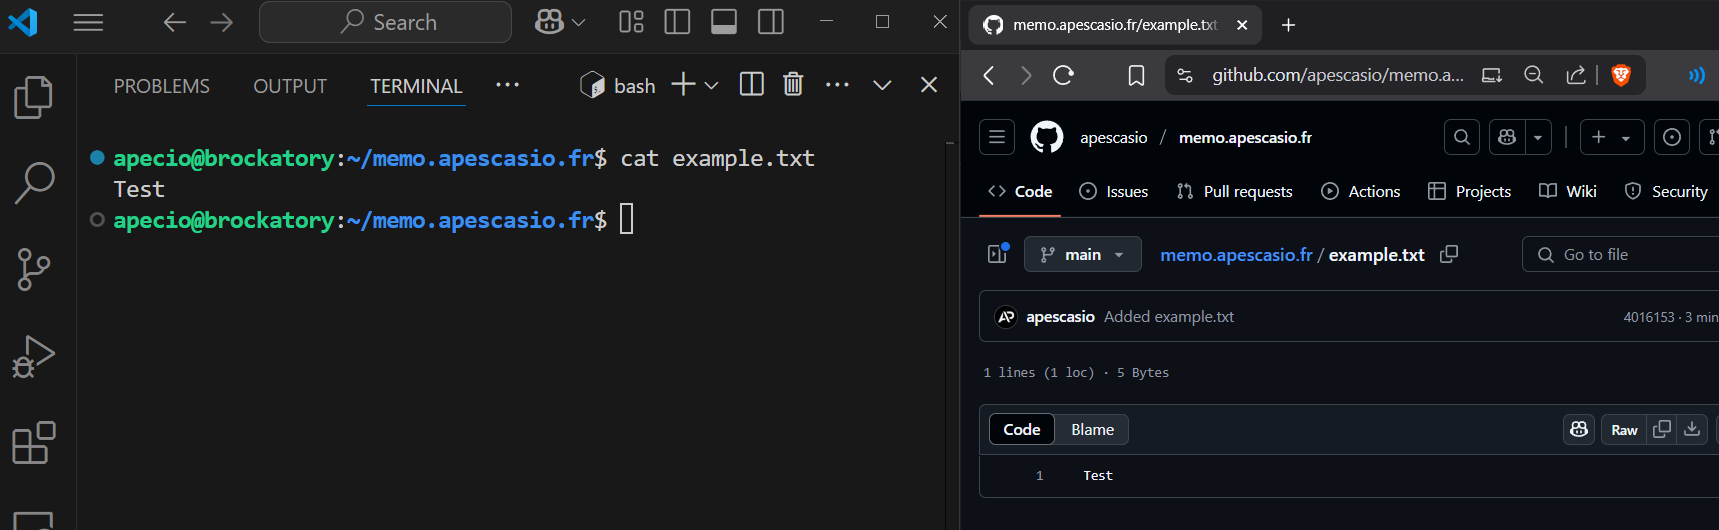 Search
PROBLEMS OUTPUT TERMINAL ··· bash
apecio@brockatory:~/memo.apescasio.fr$ cat example.txt
Test
apecio@brockatory:~/memo.apescasio.fr$
memo.apescasio.fr/example.txt
github.com/apescasio/memo.a...
apescasio / memo.apescasio.fr
Code Issues Pull requests Actions Projects Wiki Security
main memo.apescasio.fr / example.txt Go to file
AP apescasio Added example.txt 4016153 · 3 min
1 lines (1 loc) · 5 Bytes
Code Blame Raw
1 Test